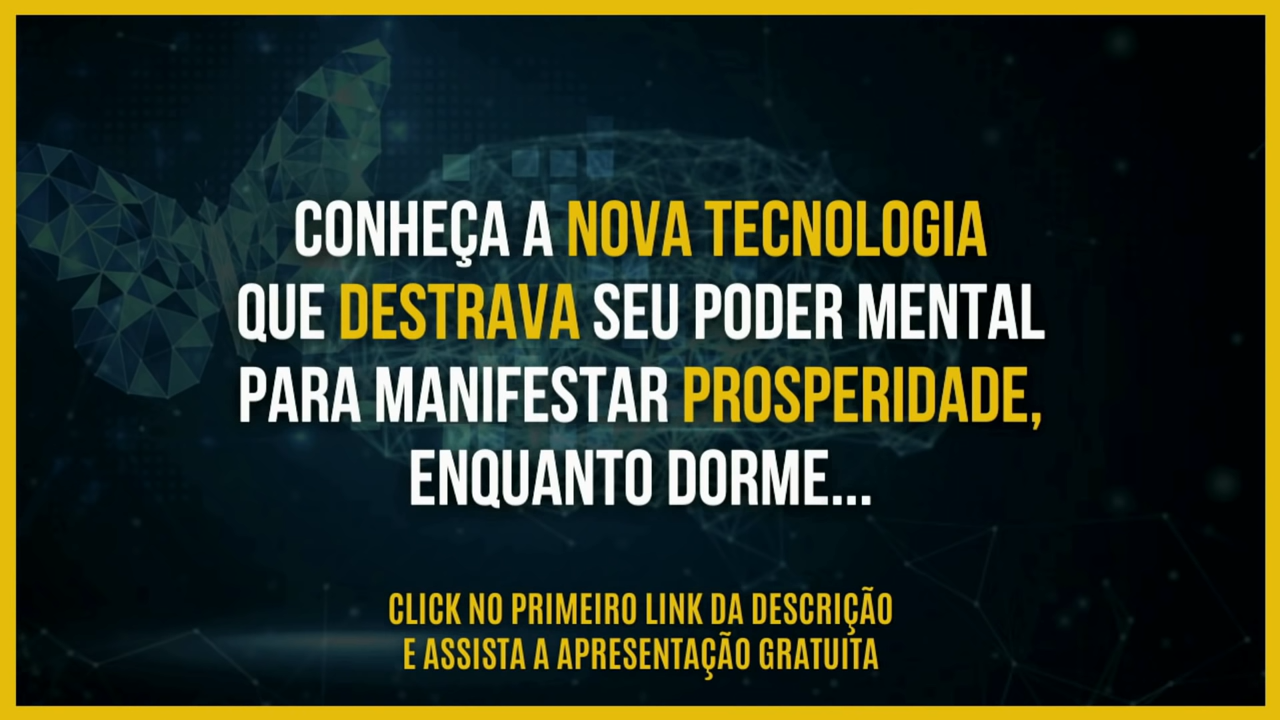 CONHEÇA A NOVA TECNOLOGIA
QUE DESTRAVA SEU PODER MENTAL
PARA MANIFESTAR PROSPERIDADE,
ENQUANTO DORME...
CLICK NO PRIMEIRO LINK DA DESCRIÇÃO
E ASSISTA A APRESENTAÇÃO GRATUITA